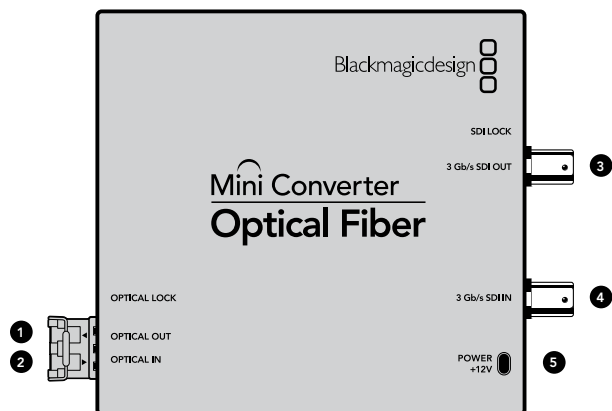 Blackmagicdesign
SDI LOCK
3 Gb/s SDI OUT
3
Mini Converter
Optical Fiber
OPTICAL LOCK
3 Gb/s SDI IN
4
1
OPTICAL OUT
2
OPTICAL IN
POWER
+12V
5